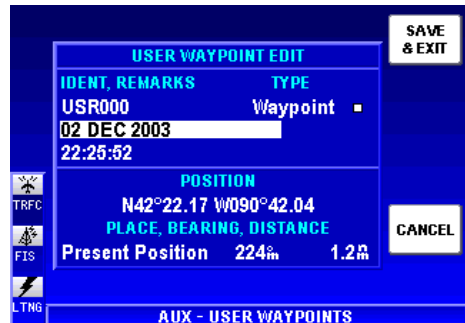 SAVE
& EXIT
USER WAYPOINT EDIT
IDENT, REMARKS TYPE
USR000 Waypoint
02 DEC 2003
22:25:52
POSITION
N42°22.17 W090°42.04
PLACE, BEARING, DISTANCE
Present Position 224°m 1.2nm
TRFC
FIS
LTNG
CANCEL
AUX - USER WAYPOINTS